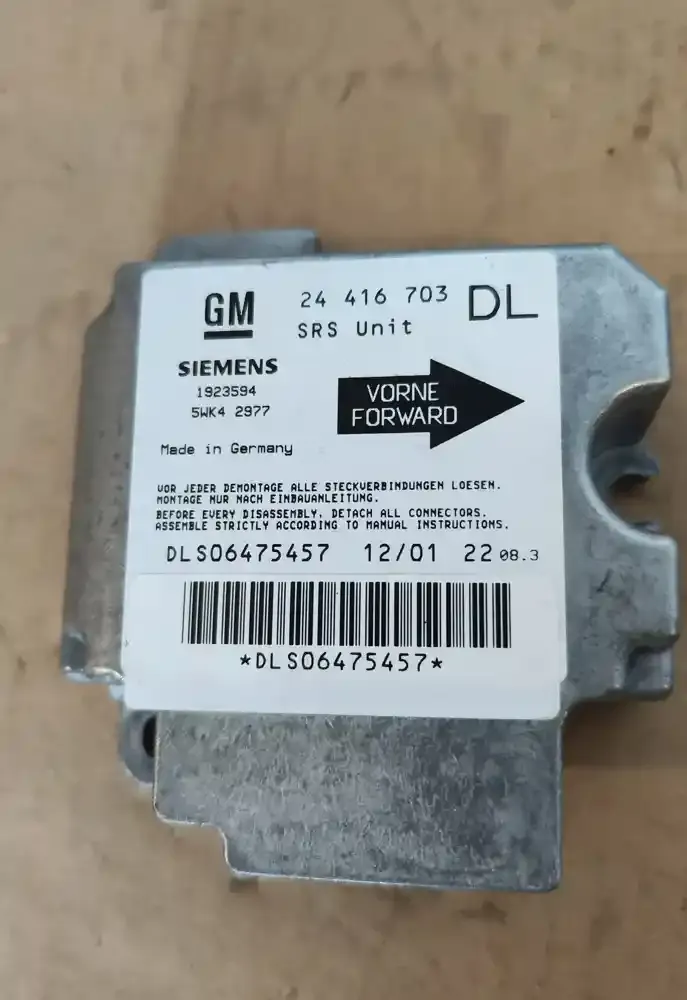 GM 24 416 703 DL
SRS Unit
SIEMENS
1923594
5WK4 2977
VORNE
FORWARD
Made in Germany
VOR JEDER DEMONTAGE ALLE STECKVERBINDUNGEN LOESEN.
MONTAGE NUR NACH EINBAUANLEITUNG.
BEFORE EVERY DISASSEMBLY, DETACH ALL CONNECTORS.
ASSEMBLE STRICTLY ACCORDING TO MANUAL INSTRUCTIONS.
DLS06475457 12/01 22 08.3
*DLS06475457*